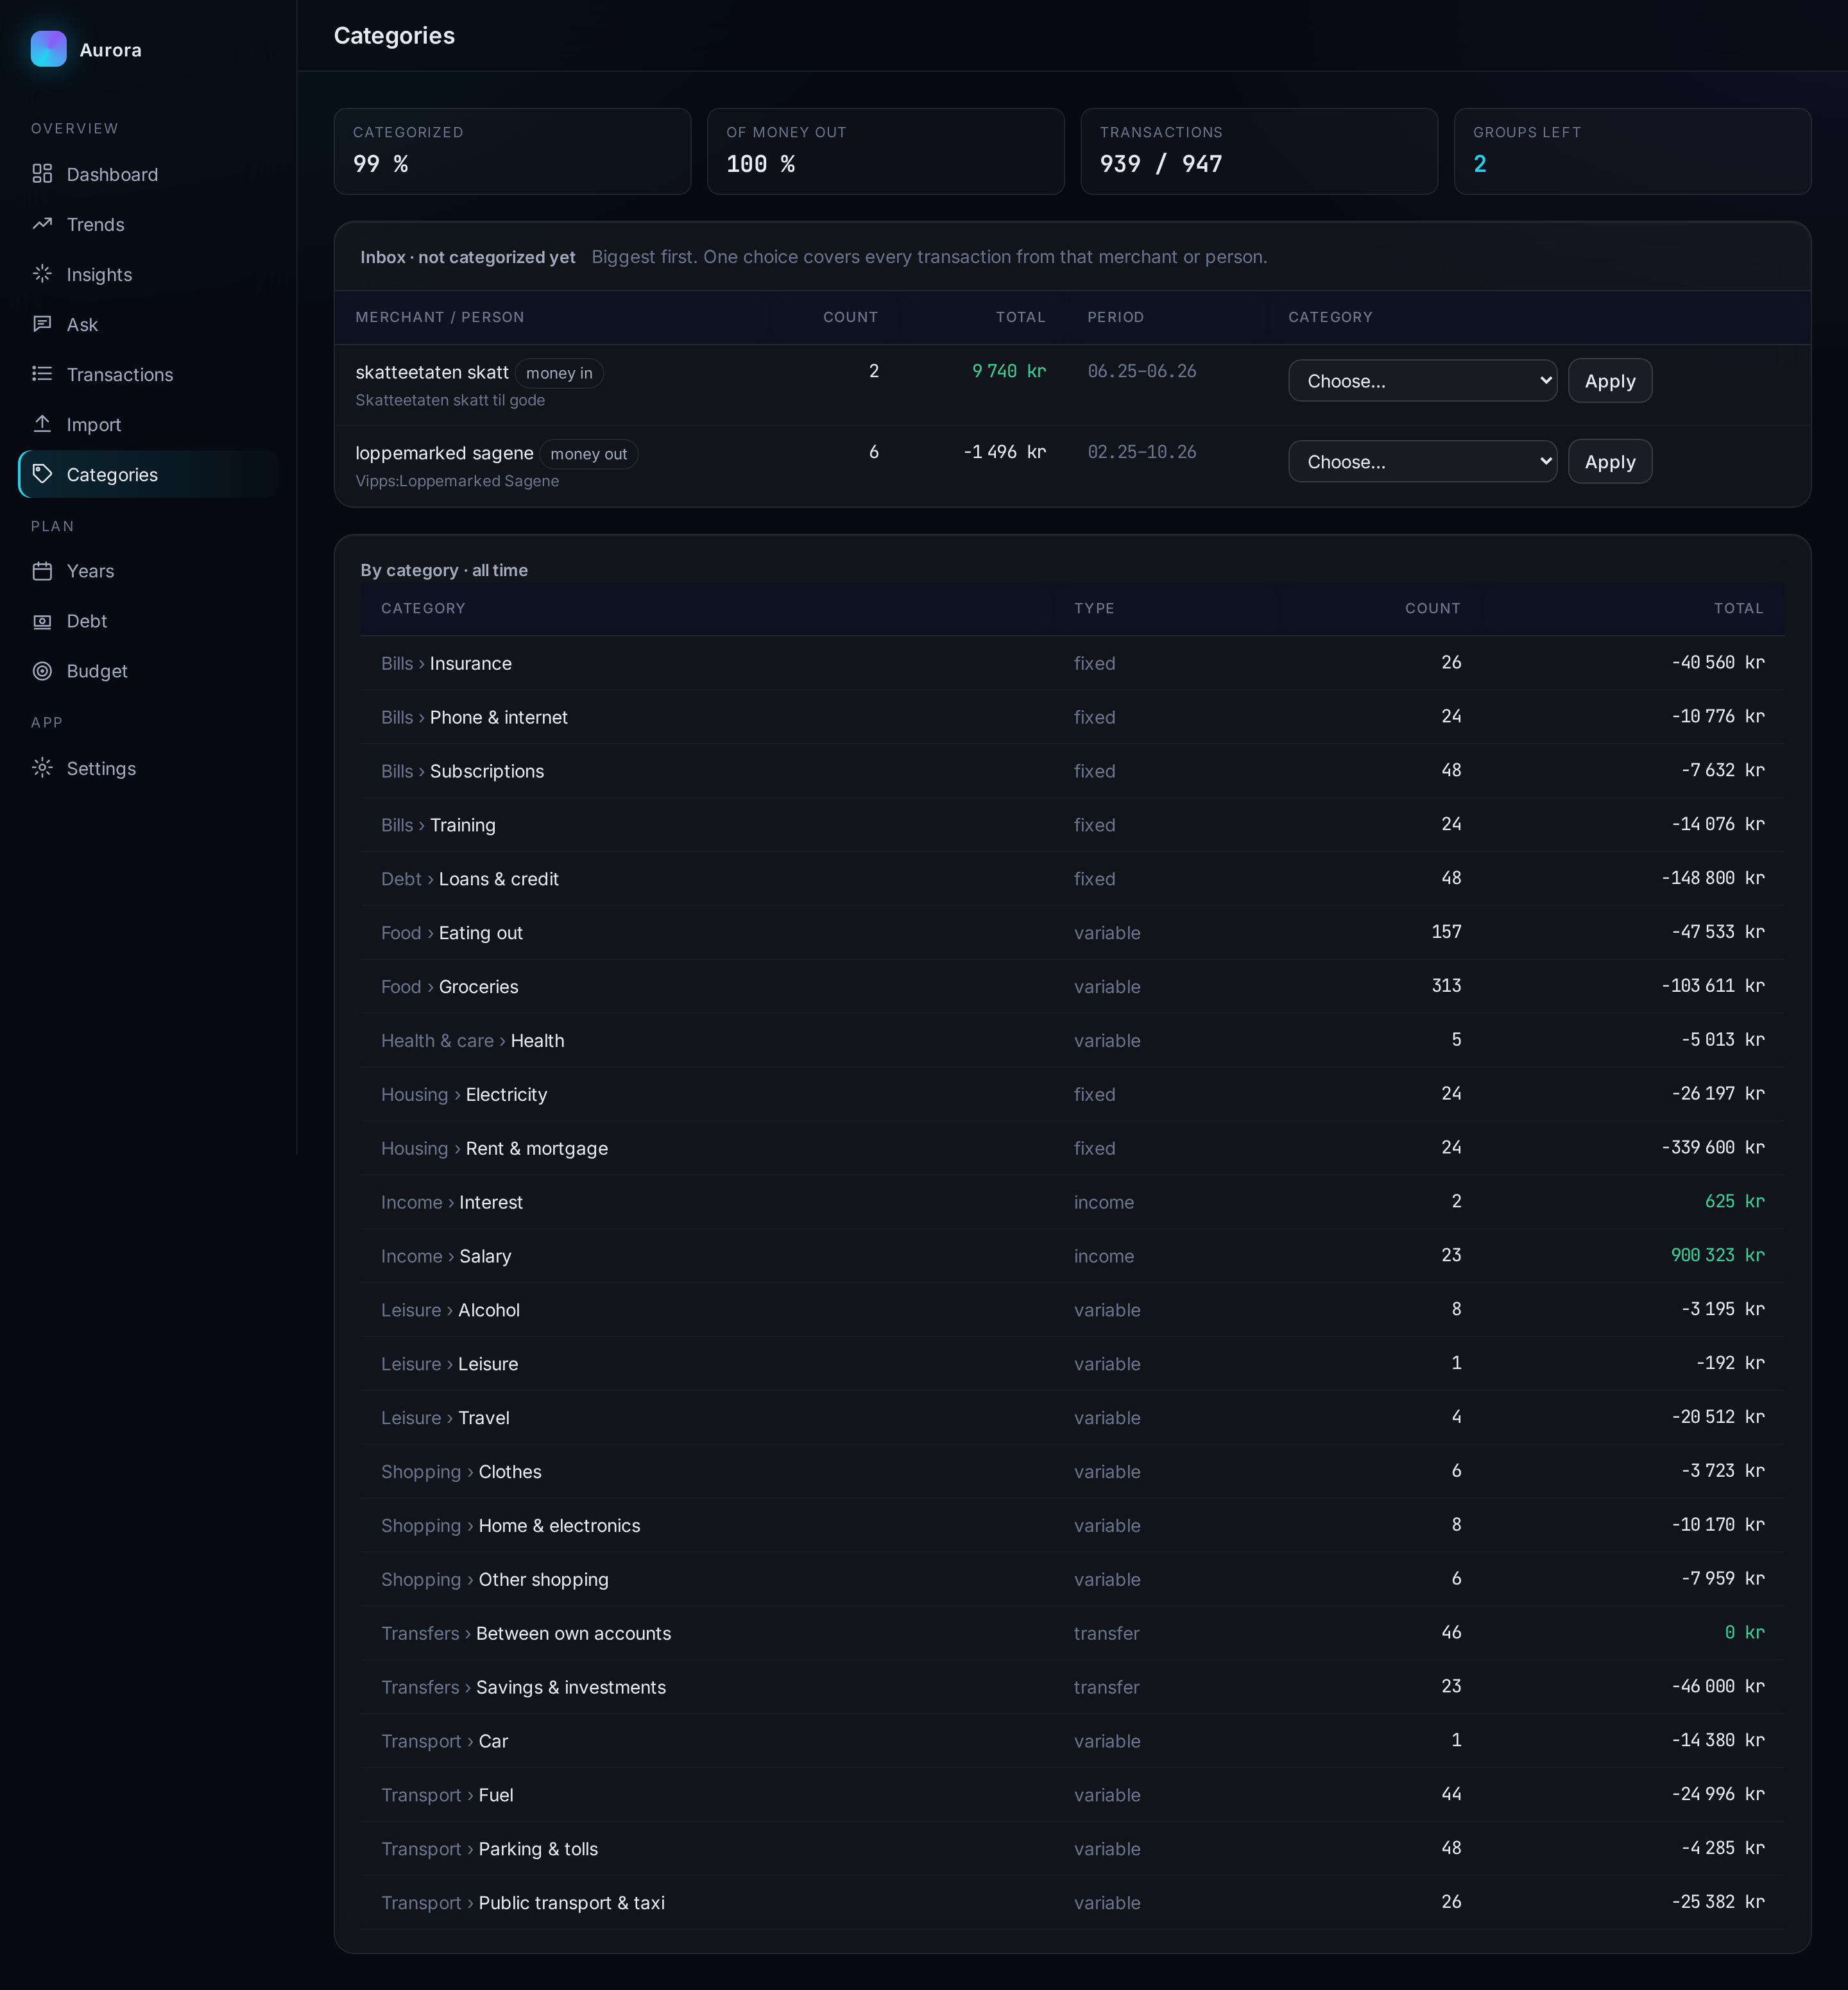 Aurora
OVERVIEW
Dashboard
Trends
Insights
Ask
Transactions
Import
Categories
PLAN
Years
Debt
Budget
APP
Settings
Categories
CATEGORIZED
99 %
OF MONEY OUT
100 %
TRANSACTIONS
939 / 947
GROUPS LEFT
2
Inbox · not categorized yet Biggest first. One choice covers every transaction from that merchant or person.
MERCHANT / PERSON COUNT TOTAL PERIOD CATEGORY
skatteetaten skatt money in 2 9 740 kr 06.25–06.26 Choose... Apply
Skatteetaten skatt til gode
loppemarked sagene money out 6 -1 496 kr 02.25–10.26 Choose... Apply
Vipps:Loppemarked Sagene
By category · all time
CATEGORY TYPE COUNT TOTAL
Bills › Insurance fixed 26 -40 560 kr
Bills › Phone & internet fixed 24 -10 776 kr
Bills › Subscriptions fixed 48 -7 632 kr
Bills › Training fixed 24 -14 076 kr
Debt › Loans & credit fixed 48 -148 800 kr
Food › Eating out variable 157 -47 533 kr
Food › Groceries variable 313 -103 611 kr
Health & care › Health variable 5 -5 013 kr
Housing › Electricity fixed 24 -26 197 kr
Housing › Rent & mortgage fixed 24 -339 600 kr
Income › Interest income 2 625 kr
Income › Salary income 23 900 323 kr
Leisure › Alcohol variable 8 -3 195 kr
Leisure › Leisure variable 1 -192 kr
Leisure › Travel variable 4 -20 512 kr
Shopping › Clothes variable 6 -3 723 kr
Shopping › Home & electronics variable 8 -10 170 kr
Shopping › Other shopping variable 6 -7 959 kr
Transfers › Between own accounts transfer 46 0 kr
Transfers › Savings & investments transfer 23 -46 000 kr
Transport › Car variable 1 -14 380 kr
Transport › Fuel variable 44 -24 996 kr
Transport › Parking & tolls variable 48 -4 285 kr
Transport › Public transport & taxi variable 26 -25 382 kr